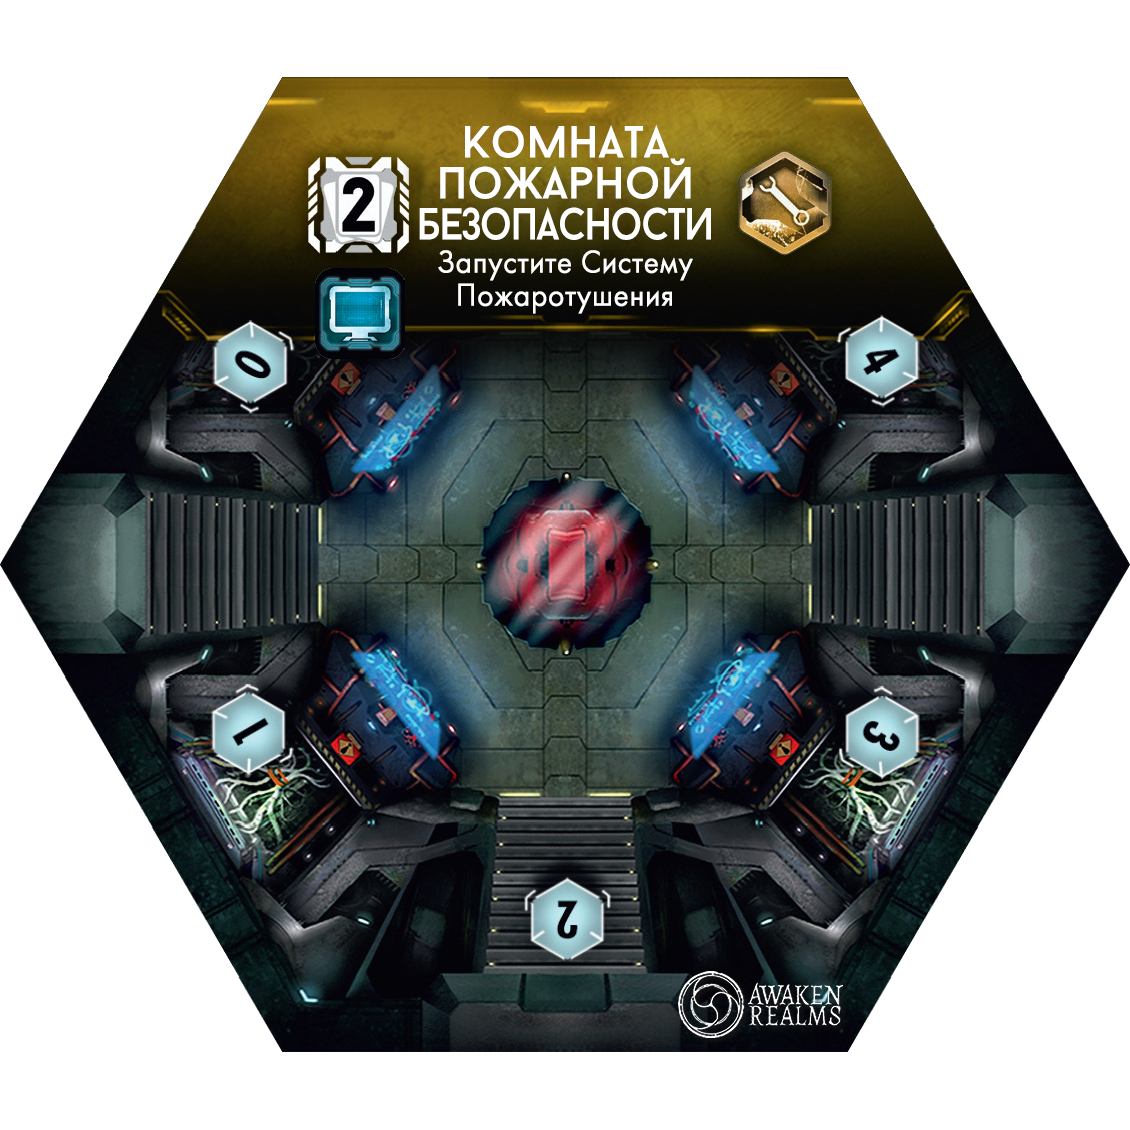 КОМНАТА
ПОЖАРНОЙ
2
БЕЗОПАСНОСТИ
Запустите Систему
Пожаротушения
0
4
1
3
2
AWAKEN
REALMS